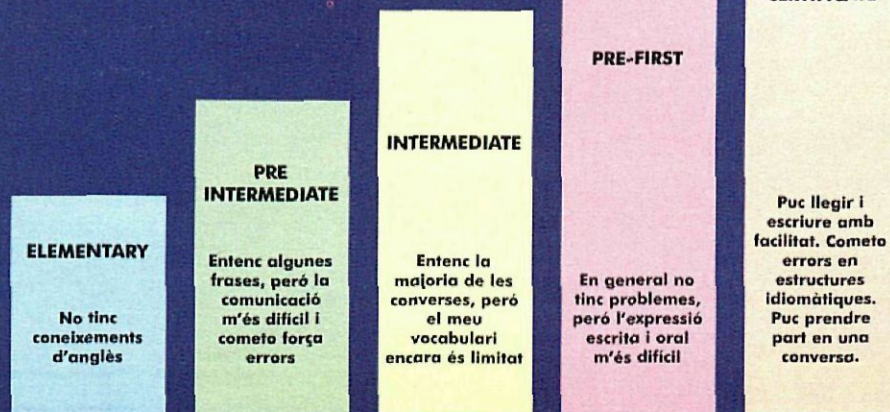 ELEMENTARY
No tinc
coneixements
d'anglès
PRE
INTERMEDIATE
Entenc algunes
frases, peró la
comunicació
m'és difícil i
cometo força
errors
INTERMEDIATE
Entenc la
majoria de les
converses, peró
el meu
vocabulari
encara és limitat
PRE-FIRST
En general no
tinc problemes,
peró l'expressió
escrita i oral
m'és difícil
Puc llegir i
escriure amb
facilitat. Cometo
errors en
estructures
idiomàtiques.
Puc prendre
part en una
conversa.